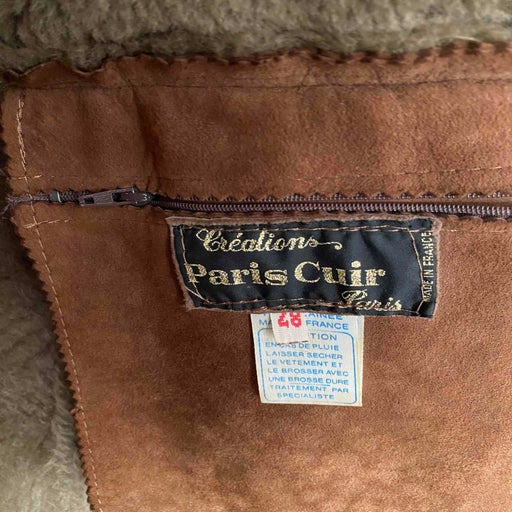 Créations
Paris Cuir
Paris
MADE IN FRANCE
28
FRANCE
EN CAS DE PLUIE
LAISSER SECHER
LE VETEMENT ET
LE BROSSER AVEC
UNE BROSSE DURE
TRAITEMENT PAR
SPECIALISTE